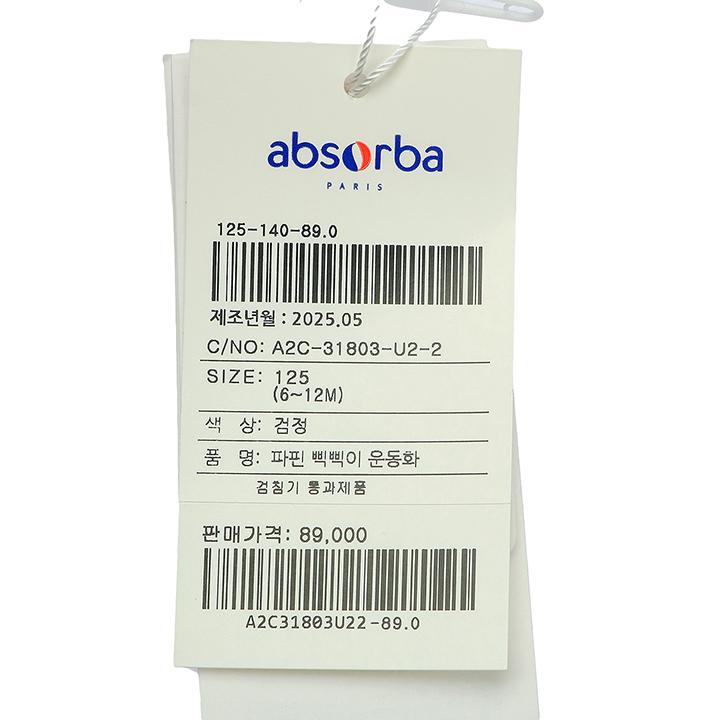 absorba
PARIS
125-140-89.0
제조년월 : 2025.05
C/NO: A2C-31803-U2-2
SIZE: 125
(6~12M)
색 상: 검정
품 명: 파핀 삑삑이 운동화
검침기 통과제품
판매가격: 89,000
A2C31803U22-89.0